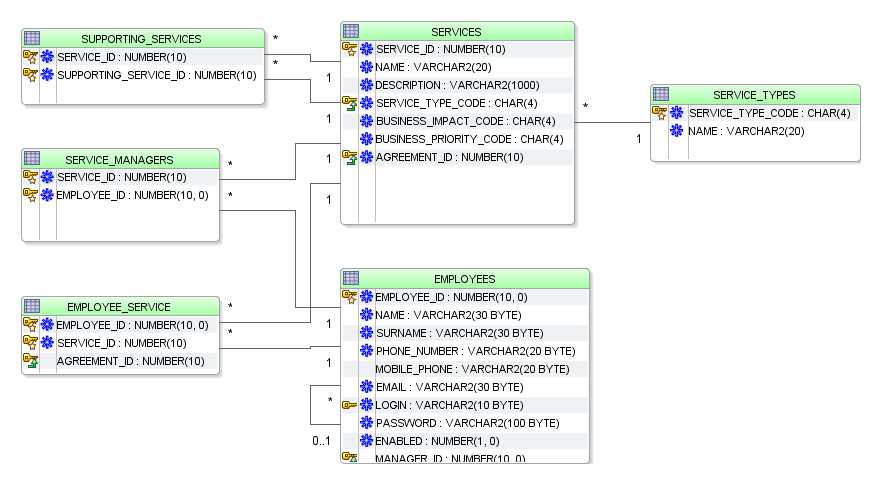 SUPPORTING_SERVICES
SERVICE_ID : NUMBER(10)
SUPPORTING_SERVICE_ID : NUMBER(10)
*
*
1
1
SERVICES
SERVICE_ID : NUMBER(10)
NAME : VARCHAR2(20)
DESCRIPTION : VARCHAR2(1000)
SERVICE_TYPE_CODE : CHAR(4)
BUSINESS_IMPACT_CODE : CHAR(4)
BUSINESS_PRIORITY_CODE : CHAR(4)
AGREEMENT_ID : NUMBER(10)
*
1
SERVICE_TYPES
SERVICE_TYPE_CODE : CHAR(4)
NAME : VARCHAR2(20)
SERVICE_MANAGERS
SERVICE_ID : NUMBER(10)
EMPLOYEE_ID : NUMBER(10, 0)
*
*
1
1
EMPLOYEE_SERVICE
EMPLOYEE_ID : NUMBER(10, 0)
SERVICE_ID : NUMBER(10)
AGREEMENT_ID : NUMBER(10)
*
*
1
1
*
0..1
EMPLOYEES
EMPLOYEE_ID : NUMBER(10, 0)
NAME : VARCHAR2(30 BYTE)
SURNAME : VARCHAR2(30 BYTE)
PHONE_NUMBER : VARCHAR2(20 BYTE)
MOBILE_PHONE : VARCHAR2(20 BYTE)
EMAIL : VARCHAR2(30 BYTE)
LOGIN : VARCHAR2(10 BYTE)
PASSWORD : VARCHAR2(100 BYTE)
ENABLED : NUMBER(1, 0)
MANAGER_ID : NUMBER(10, 0)